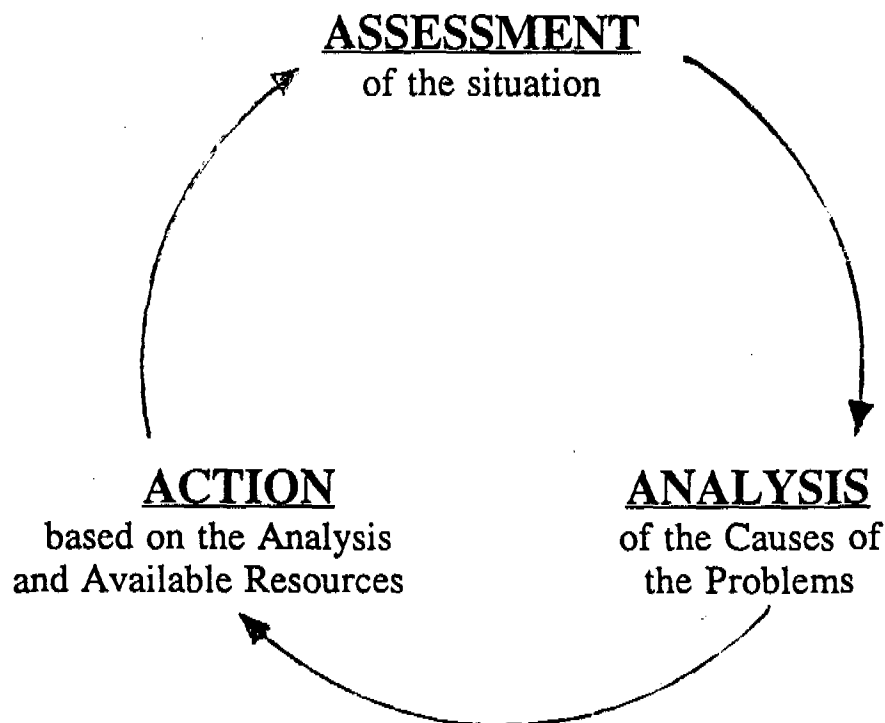 ASSESSMENT
of the situation
ACTION
based on the Analysis
and Available Resources
ANALYSIS
of the Causes of
the Problems